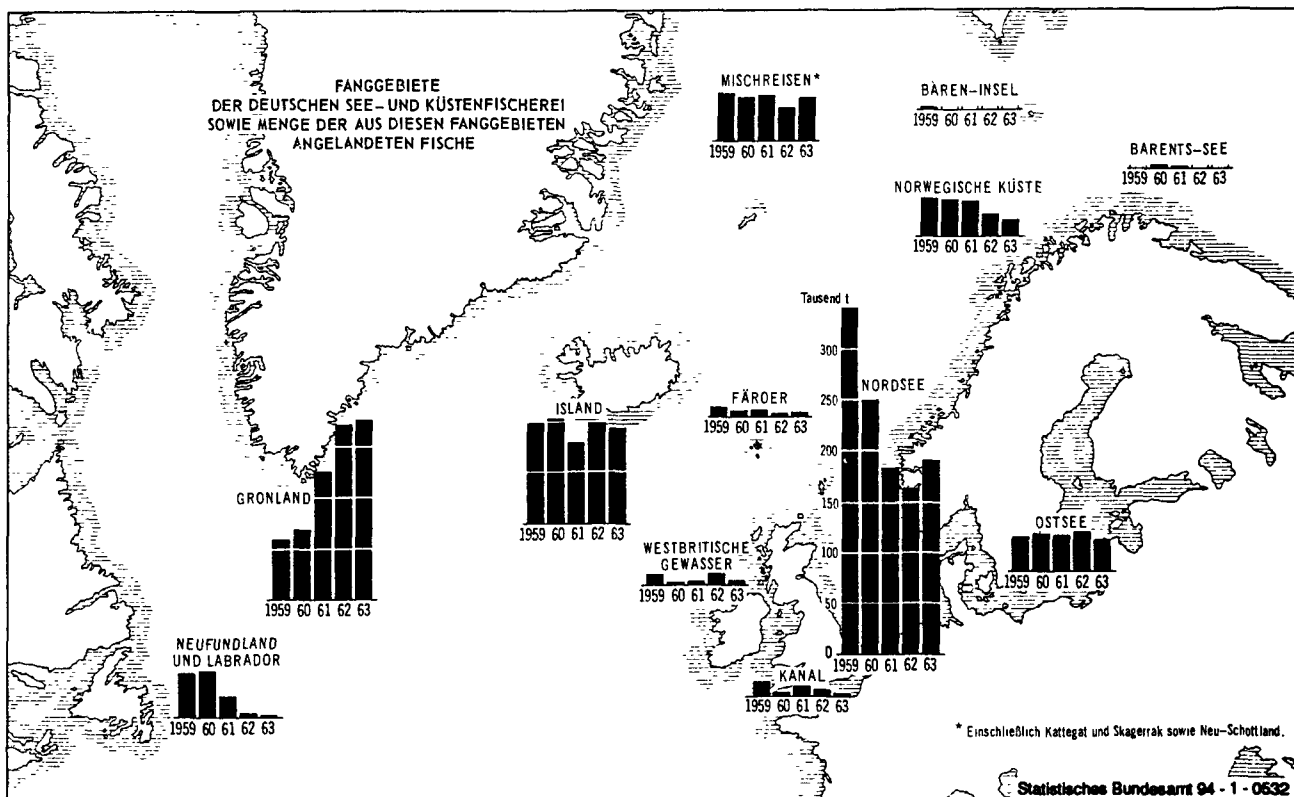 FANGGEBIETE
DER DEUTSCHEN SEE- UND KÜSTENFISCHEREI
SOWIE MENGE DER AUS DIESEN FANGGEBIETEN
ANGELANDETEN FISCHE
MISCHREISEN*
1959 60 61 62 63
BÄREN-INSEL
1959 60 61 62 63
BARENTS-SEE
1959 60 61 62 63
NORWEGISCHE KÜSTE
1959 60 61 62 63
Tausend t
300
250
200
150
100
50
0
NORDSEE
1959 60 61 62 63
FÄRÖER
1959 60 61 62 63
ISLAND
1959 60 61 62 63
GRONLAND
1959 60 61 62 63
WESTBRITISCHE
GEWASSER
1959 60 61 62 63
OSTSEE
1959 60 61 62 63
NEUFUNDLAND
UND LABRADOR
1959 60 61 62 63
KANAL
1959 60 61 62 63
* Einschließlich Kattegat und Skagerrak sowie Neu-Schottland.
Statistisches Bundesamt 94 - 1 - 0532